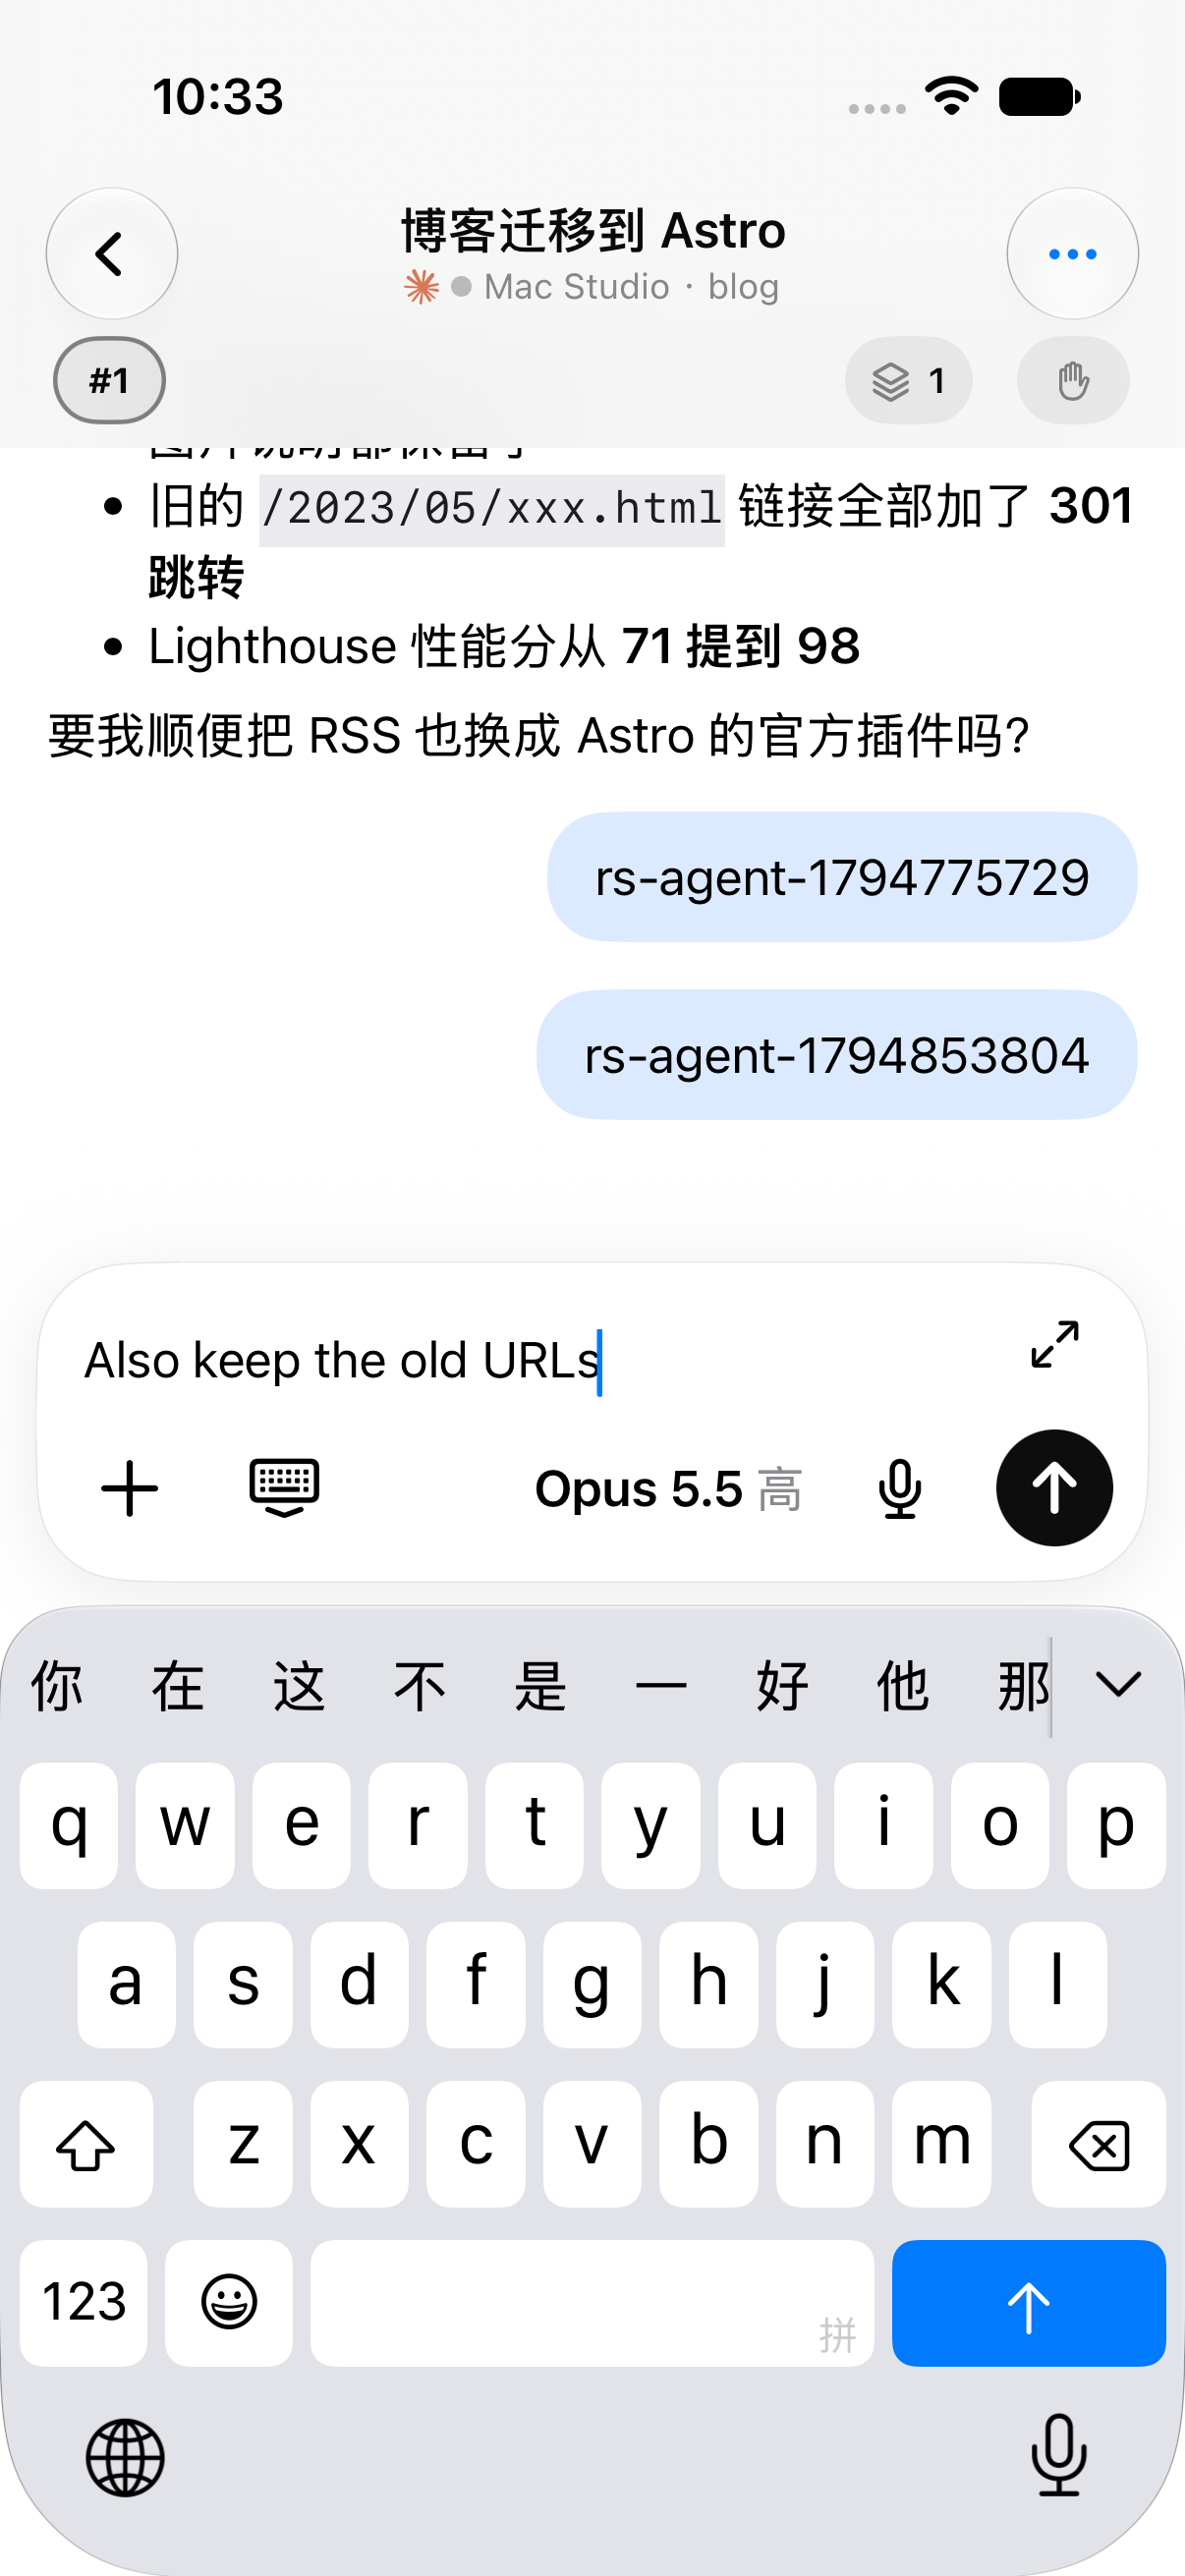 10:33
博客迁移到 Astro
Mac Studio · blog
#1
1
旧的 /2023/05/xxx.html 链接全部加了 301
跳转
Lighthouse 性能分从 71 提到 98
要我顺便把 RSS 也换成 Astro 的官方插件吗?
rs-agent-1794775729
rs-agent-1794853804
Also keep the old URLs
Opus 5.5 高
你 在 这 不 是 一 好 他 那
q w e r t y u i o p
a s d f g h j k l
z x c v b n m
123
拼